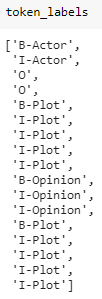 token_labels
['B-Actor',
'I-Actor',
'O',
'O',
'B-Plot',
'I-Plot',
'I-Plot',
'I-Plot',
'I-Plot',
'B-Opinion',
'I-Opinion',
'I-Opinion',
'B-Plot',
'I-Plot',
'I-Plot',
'I-Plot',
'I-Plot']